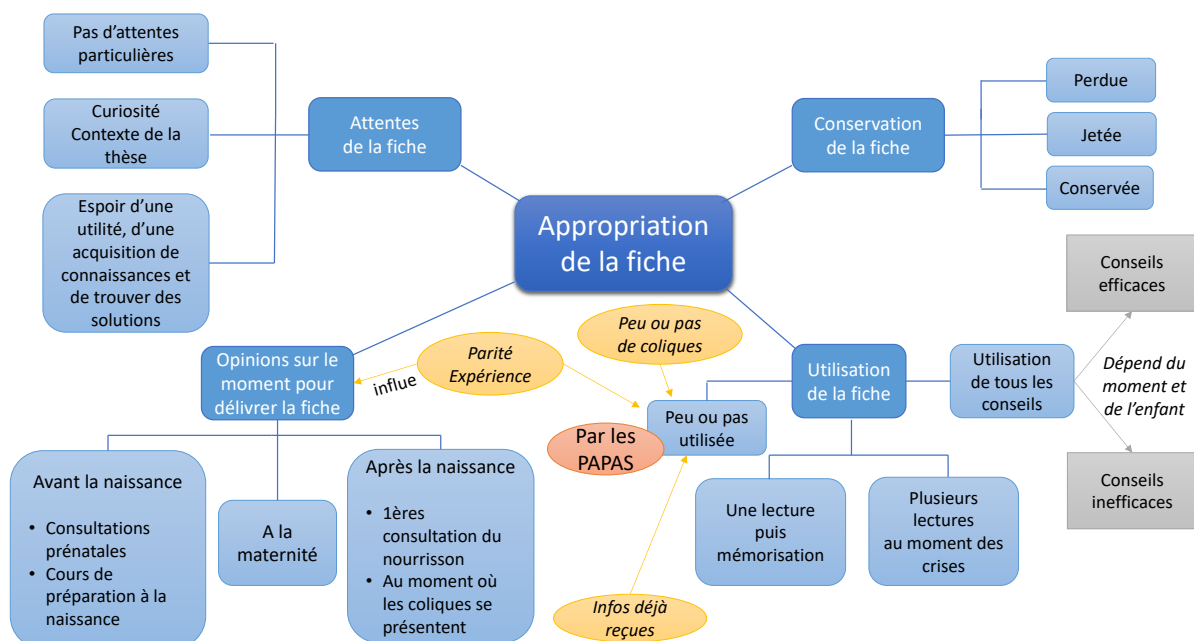 Pas d'attentes
particulières
Curiosité
Contexte de la
thèse
Espoir d'une
utilité, d'une
acquisition de
connaissances et
de trouver des
solutions
Attentes
de la fiche
Conservation
de la fiche
Perdue
Jetée
Conservée
Appropriation
de la fiche
Opinions sur le
moment pour
délivrer la fiche
influe
Parité
Expérience
Peu ou pas
de coliques
Peu ou pas
utilisée
Par les
PAPAS
Utilisation
de la fiche
Utilisation
de tous les
conseils
Conseils
efficaces
Dépend du
moment et
de l'enfant
Conseils
inefficaces
Avant la naissance
• Consultations
prénatales
• Cours de
préparation à la
naissance
A la
maternité
Après la naissance
• 1ères
consultation du
nourrisson
• Au moment où
les coliques se
présentent
Infos déjà
reçues
Une lecture
puis
mémorisation
Plusieurs
lectures
au moment des
crises